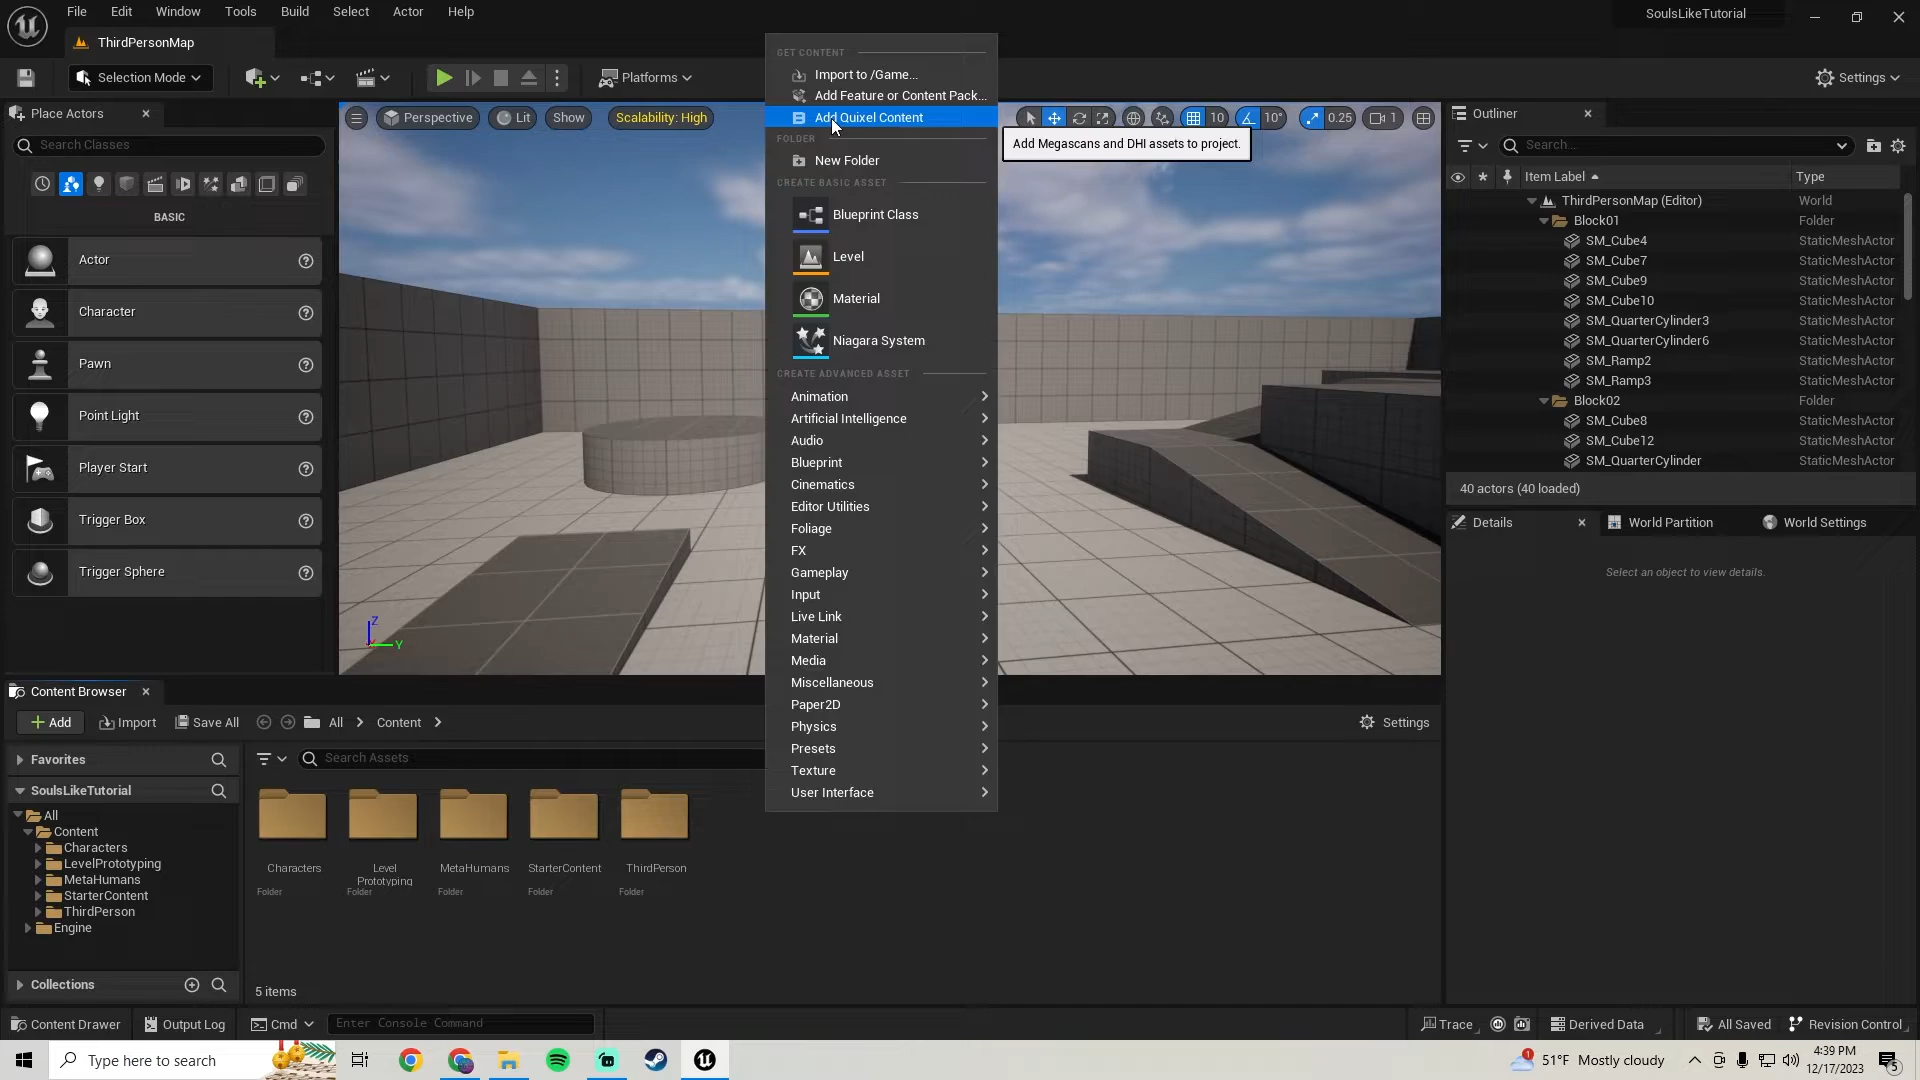 File Edit Window Tools Build Select Actor Help
SoulsLikeTutorial
ThirdPersonMap
Selection Mode
Platforms
Settings
Place Actors
Search Classes
BASIC
Actor
Character
Pawn
Point Light
Player Start
Trigger Box
Trigger Sphere
Perspective Lit Show Scalability: High
10 10° 0.25 1
Z
Y
GET CONTENT
Import to /Game...
Add Feature or Content Pack...
Add Quixel Content
Add Megascans and DHI assets to project.
FOLDER
New Folder
CREATE BASIC ASSET
Blueprint Class
Level
Material
Niagara System
CREATE ADVANCED ASSET
Animation
Artificial Intelligence
Audio
Blueprint
Cinematics
Editor Utilities
Foliage
FX
Gameplay
Input
Live Link
Material
Media
Miscellaneous
Paper2D
Physics
Presets
Texture
User Interface
Outliner
Search...
Item Label Type
ThirdPersonMap (Editor) World
Block01 Folder
SM_Cube4 StaticMeshActor
SM_Cube7 StaticMeshActor
SM_Cube9 StaticMeshActor
SM_Cube10 StaticMeshActor
SM_QuarterCylinder3 StaticMeshActor
SM_QuarterCylinder6 StaticMeshActor
SM_Ramp2 StaticMeshActor
SM_Ramp3 StaticMeshActor
Block02 Folder
SM_Cube8 StaticMeshActor
SM_Cube12 StaticMeshActor
SM_QuarterCylinder StaticMeshActor
40 actors (40 loaded)
Details World Partition World Settings
Select an object to view details.
Content Browser
Add Import Save All All Content Settings
Favorites
SoulsLikeTutorial
All
Content
Characters
LevelPrototyping
MetaHumans
StarterContent
ThirdPerson
Engine
Collections
Search Assets
Characters
Folder
Level
Prototyping
Folder
MetaHumans
Folder
StarterContent
Folder
ThirdPerson
Folder
5 items
Content Drawer Output Log Cmd Enter Console Command Trace Derived Data All Saved Revision Control
Type here to search
1
51°F Mostly cloudy
4:39 PM
12/17/2023
5